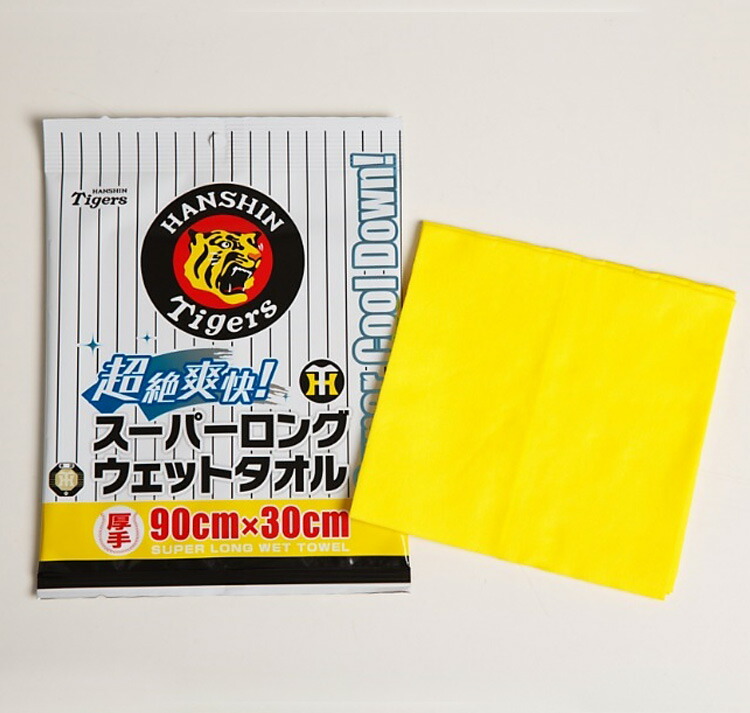 HANSHIN
Tigers
HANSHIN
Tigers
超絶爽快!
スーパーロング
ウェットタオル
厚手
90cm×30cm
SUPER LONG WET TOWEL
Cool Down!